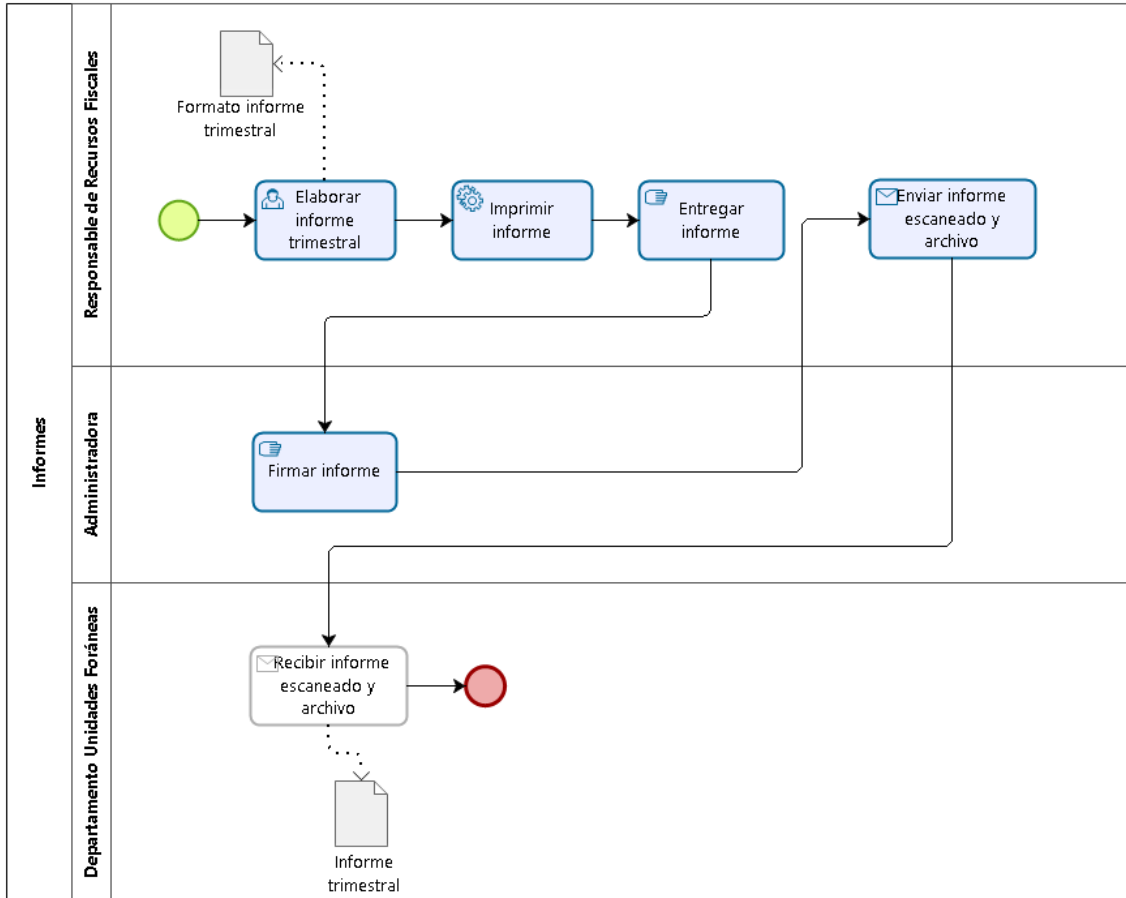 Informes
Responsable de Recursos Fiscales
Formato informe
trimestral
Elaborar
informe
trimestral
Imprimir
informe
Entregar
informe
Enviar informe
escaneado y
archivo
Administradora
Firmar informe
Departamento Unidades Foráneas
Recibir informe
escaneado y
archivo
Informe
trimestral